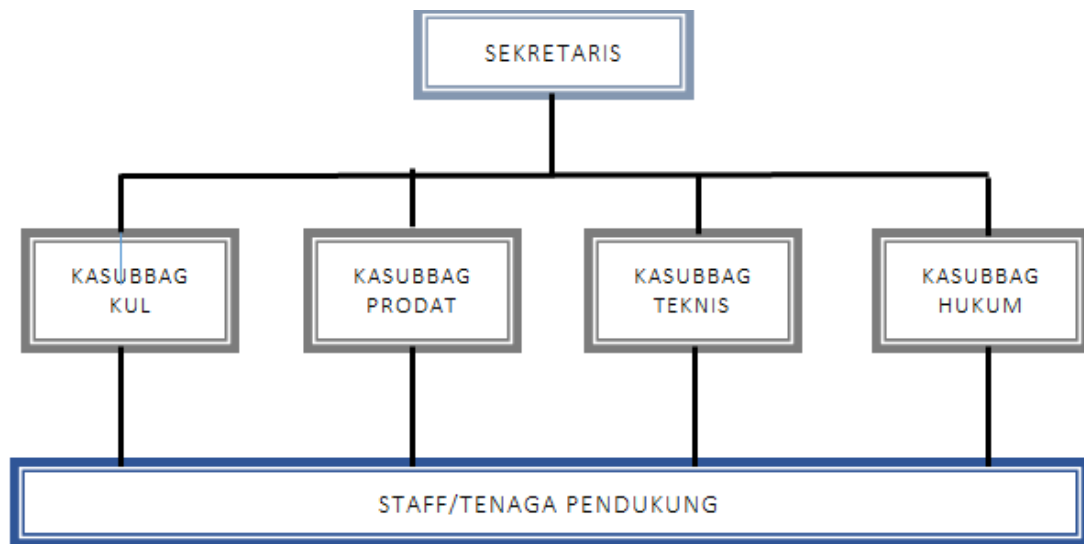 SEKRETARIS
KASUBBAG
KUL
KASUBBAG
PRODAT
KASUBBAG
TEKNIS
KASUBBAG
HUKUM
STAFF/TENAGA PENDUKUNG